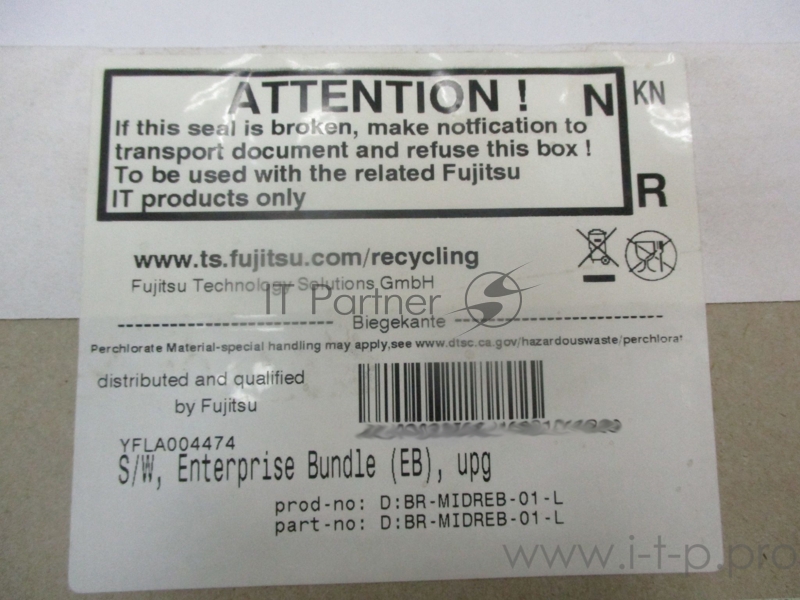 ATTENTION ! N KN
If this seal is broken, make notfication to
transport document and refuse this box !
To be used with the related Fujitsu
IT products only
R
www.ts.fujitsu.com/recycling
Fujitsu Technology Solutions GmbH
IT Partner
Biegekante
Perchlorate Material-special handling may apply,see www.dtsc.ca.gov/hazardouswaste/perchlorat
distributed and qualified
by Fujitsu
YFLA004474
S/W, Enterprise Bundle (EB), upg
prod-no: D:BR-MIDREB-01-L
part-no: D:BR-MIDREB-01-L
www.i-t-p.pro